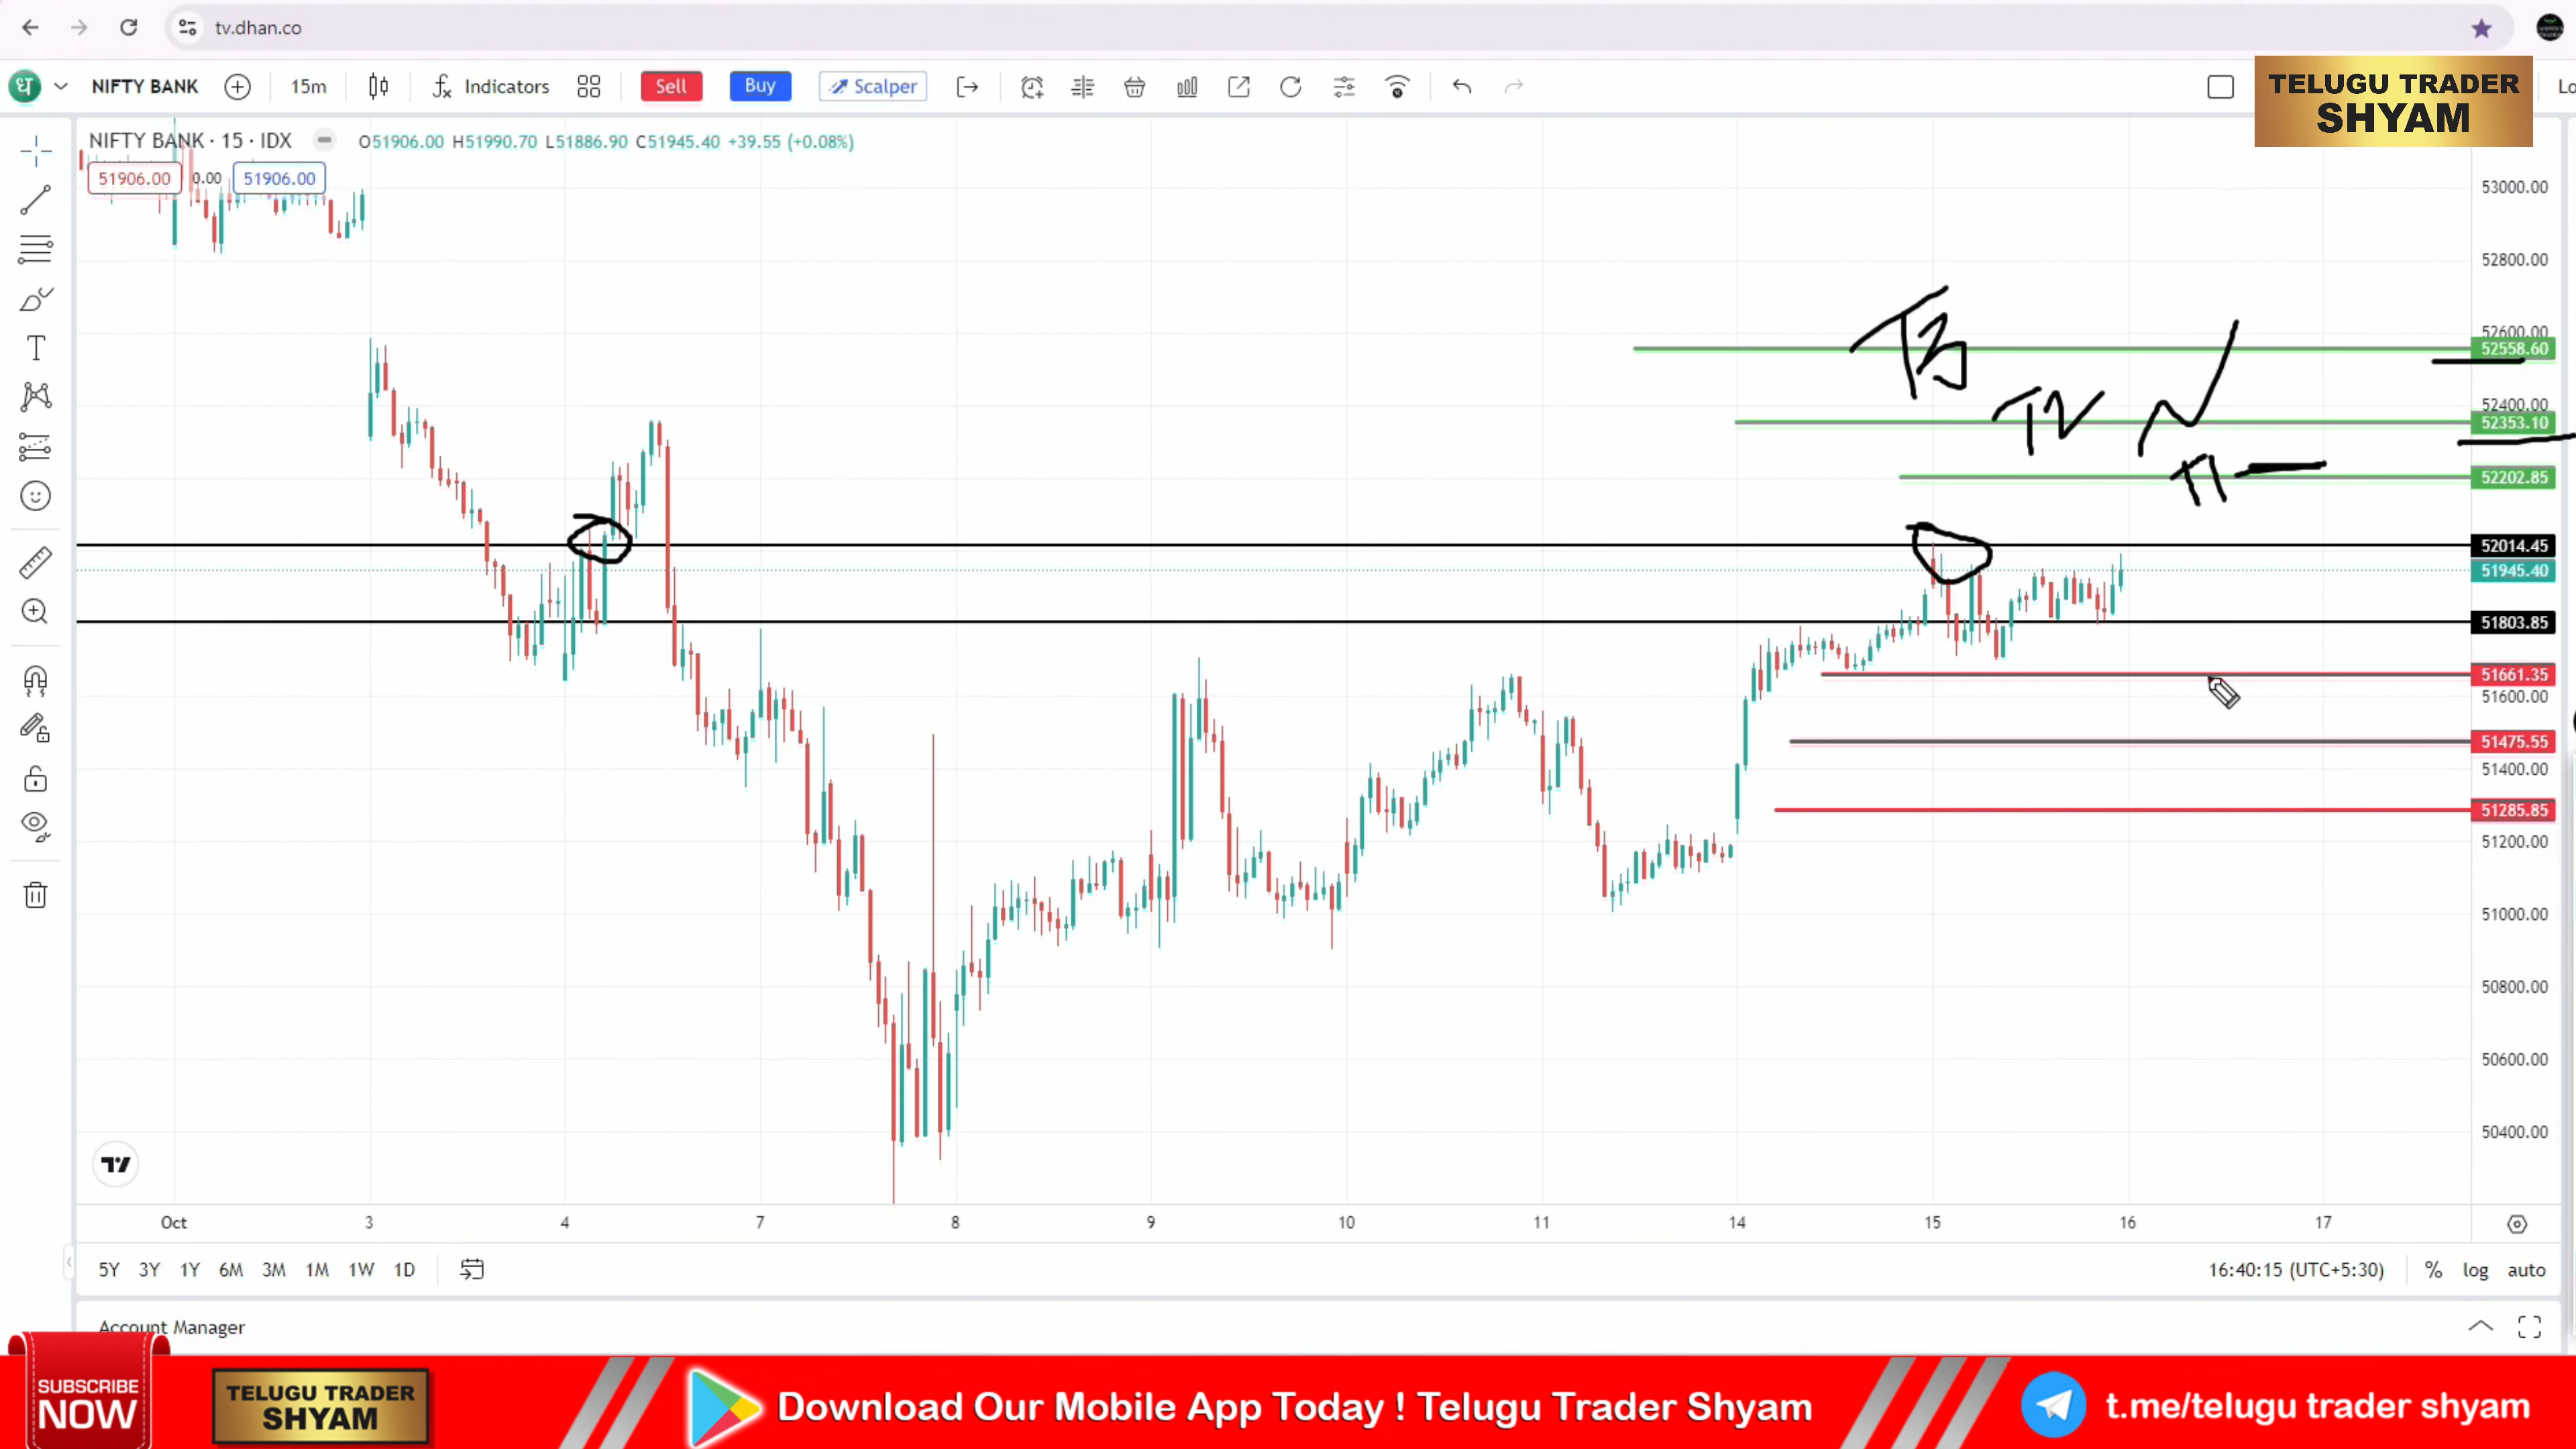 tv.dhan.co
NIFTY BANK 15m Indicators Sell Buy Scalper
TELUGU TRADER
SHYAM
NIFTY BANK · 15 · IDX O51906.00 H51990.70 L51886.90 C51945.40 +39.55 (+0.08%)
51906.00 0.00 51906.00
53000.00
52800.00
52600.00
52558.60
T3
52400.00
T2
52353.10
T1
52202.85
52014.45
51945.40
51803.85
51661.35
51600.00
51475.55
51400.00
51285.85
51200.00
51000.00
50800.00
50600.00
50400.00
Oct 3 4 7 8 9 10 11 14 15 16 17
5Y 3Y 1Y 6M 3M 1M 1W 1D 16:40:15 (UTC+5:30) % log auto
Account Manager
SUBSCRIBE
NOW
TELUGU TRADER
SHYAM
Download Our Mobile App Today ! Telugu Trader Shyam
t.me/telugu trader shyam